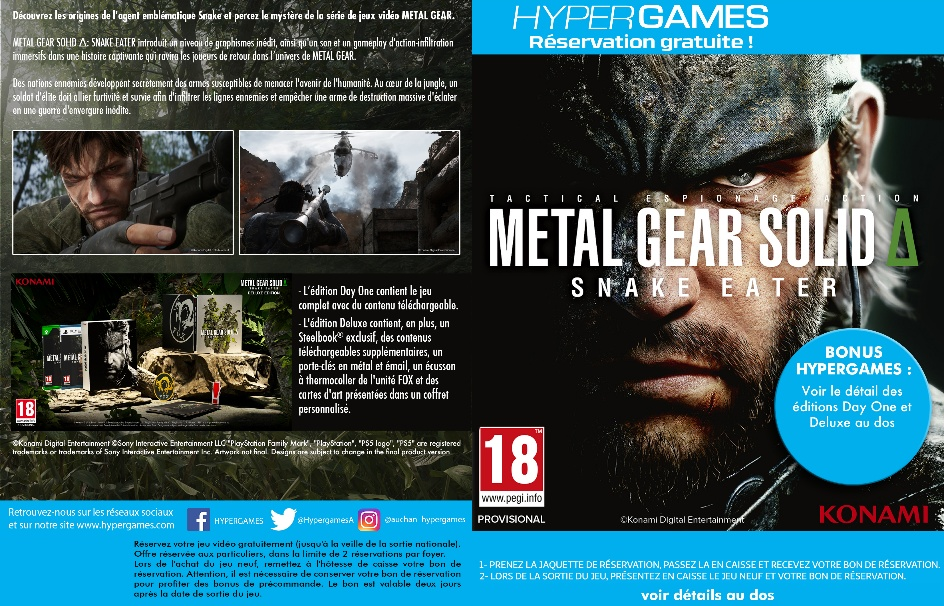 Découvrez les origines de l'agent emblématique Snake et percez le mystère de la série de jeux vidéo METAL GEAR.
METAL GEAR SOLID Δ: SNAKE EATER introduit un niveau de graphismes inédit, ainsi qu'un son et un gameplay d'action-infiltration
immersifs dans une histoire captivante qui ravira les joueurs de retour dans l'univers de METAL GEAR.
Des nations ennemies développent secrètement des armes susceptibles de menacer l'avenir de l'humanité. Au cœur de la jungle, un
soldat d'élite doit allier furtivité et survie afin d'infiltrer les lignes ennemies et empêcher une arme de destruction massive d'éclater
en une guerre d'envergure inédite.
KONAMI
METAL GEAR SOLID Δ
SNAKE EATER
DELUXE EDITION
- L'édition Day One contient le jeu
complet avec du contenu téléchargeable.
- L'édition Deluxe contient, en plus, un
Steelbook® exclusif, des contenus
téléchargeables supplémentaires, un
porte-clés en métal et émail, un écusson
à thermocoller de l'unité FOX et des
cartes d'art présentées dans un coffret
personnalisé.
18
©Konami Digital Entertainment ©Sony Interactive Entertainment LLC "PlayStation Family Mark", "PlayStation", "PS5 logo", "PS5" are registered
trademarks or trademarks of Sony Interactive Entertainment Inc. Artwork not final. Designs are subject to change in the final product version
Retrouvez-nous sur les réseaux sociaux
et sur notre site www.hypergames.com
HYPERGAMES
@HypergamesA
@auchan_hypergames
Réservez votre jeu vidéo gratuitement (jusqu'à la veille de la sortie nationale).
Offre réservée aux particuliers, dans la limite de 2 réservations par foyer.
Lors de l'achat du jeu neuf, remettez à l'hôtesse de caisse votre bon de
réservation. Attention, il est nécessaire de conserver votre bon de réservation
pour profiter des bonus de précommande. Le bon est valable deux jours
après la date de sortie du jeu.
HYPERGAMES
Réservation gratuite !
TACTICAL ESPIONAGE ACTION
METAL GEAR SOLID Δ
SNAKE EATER
BONUS
HYPERGAMES :
Voir le détail des
éditions Day One et
Deluxe au dos
18
TM
www.pegi.info
PROVISIONAL
©Konami Digital Entertainment
KONAMI
1- PRENEZ LA JAQUETTE DE RÉSERVATION, PASSEZ LA EN CAISSE ET RECEVEZ VOTRE BON DE RÉSERVATION.
2- LORS DE LA SORTIE DU JEU, PRÉSENTEZ EN CAISSE LE JEU NEUF ET VOTRE BON DE RÉSERVATION.
voir détails au dos